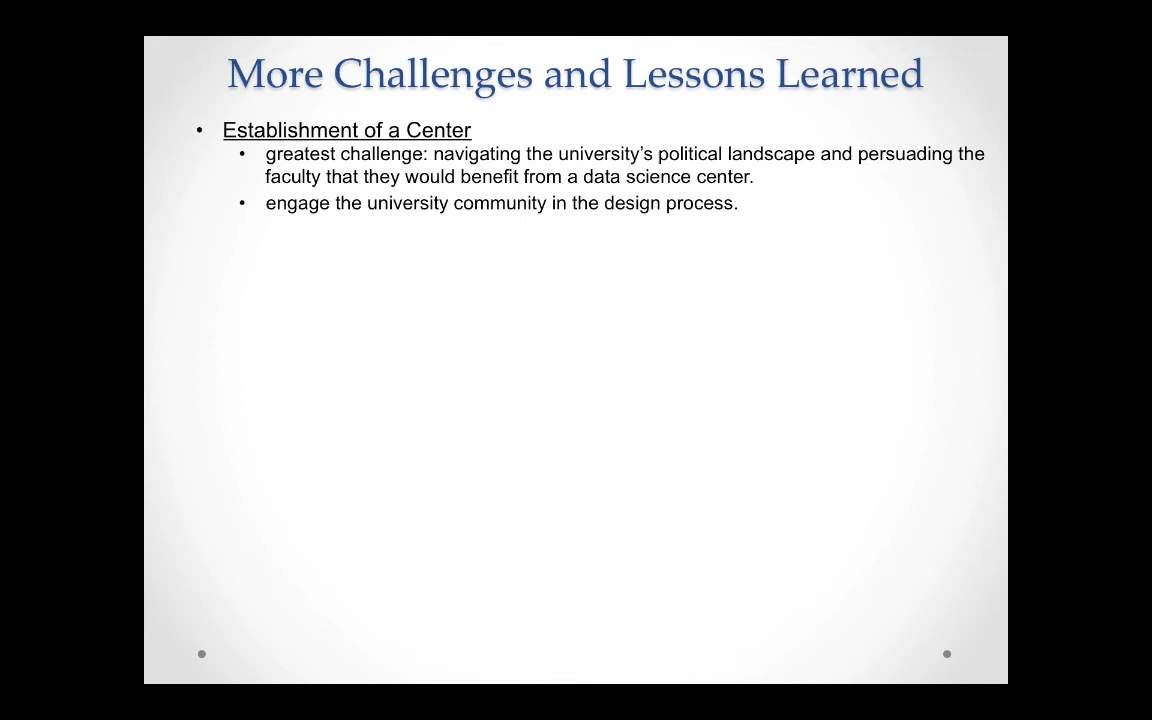 More Challenges and Lessons Learned
• Establishment of a Center
• greatest challenge: navigating the university’s political landscape and persuading the
faculty that they would benefit from a data science center.
• engage the university community in the design process.